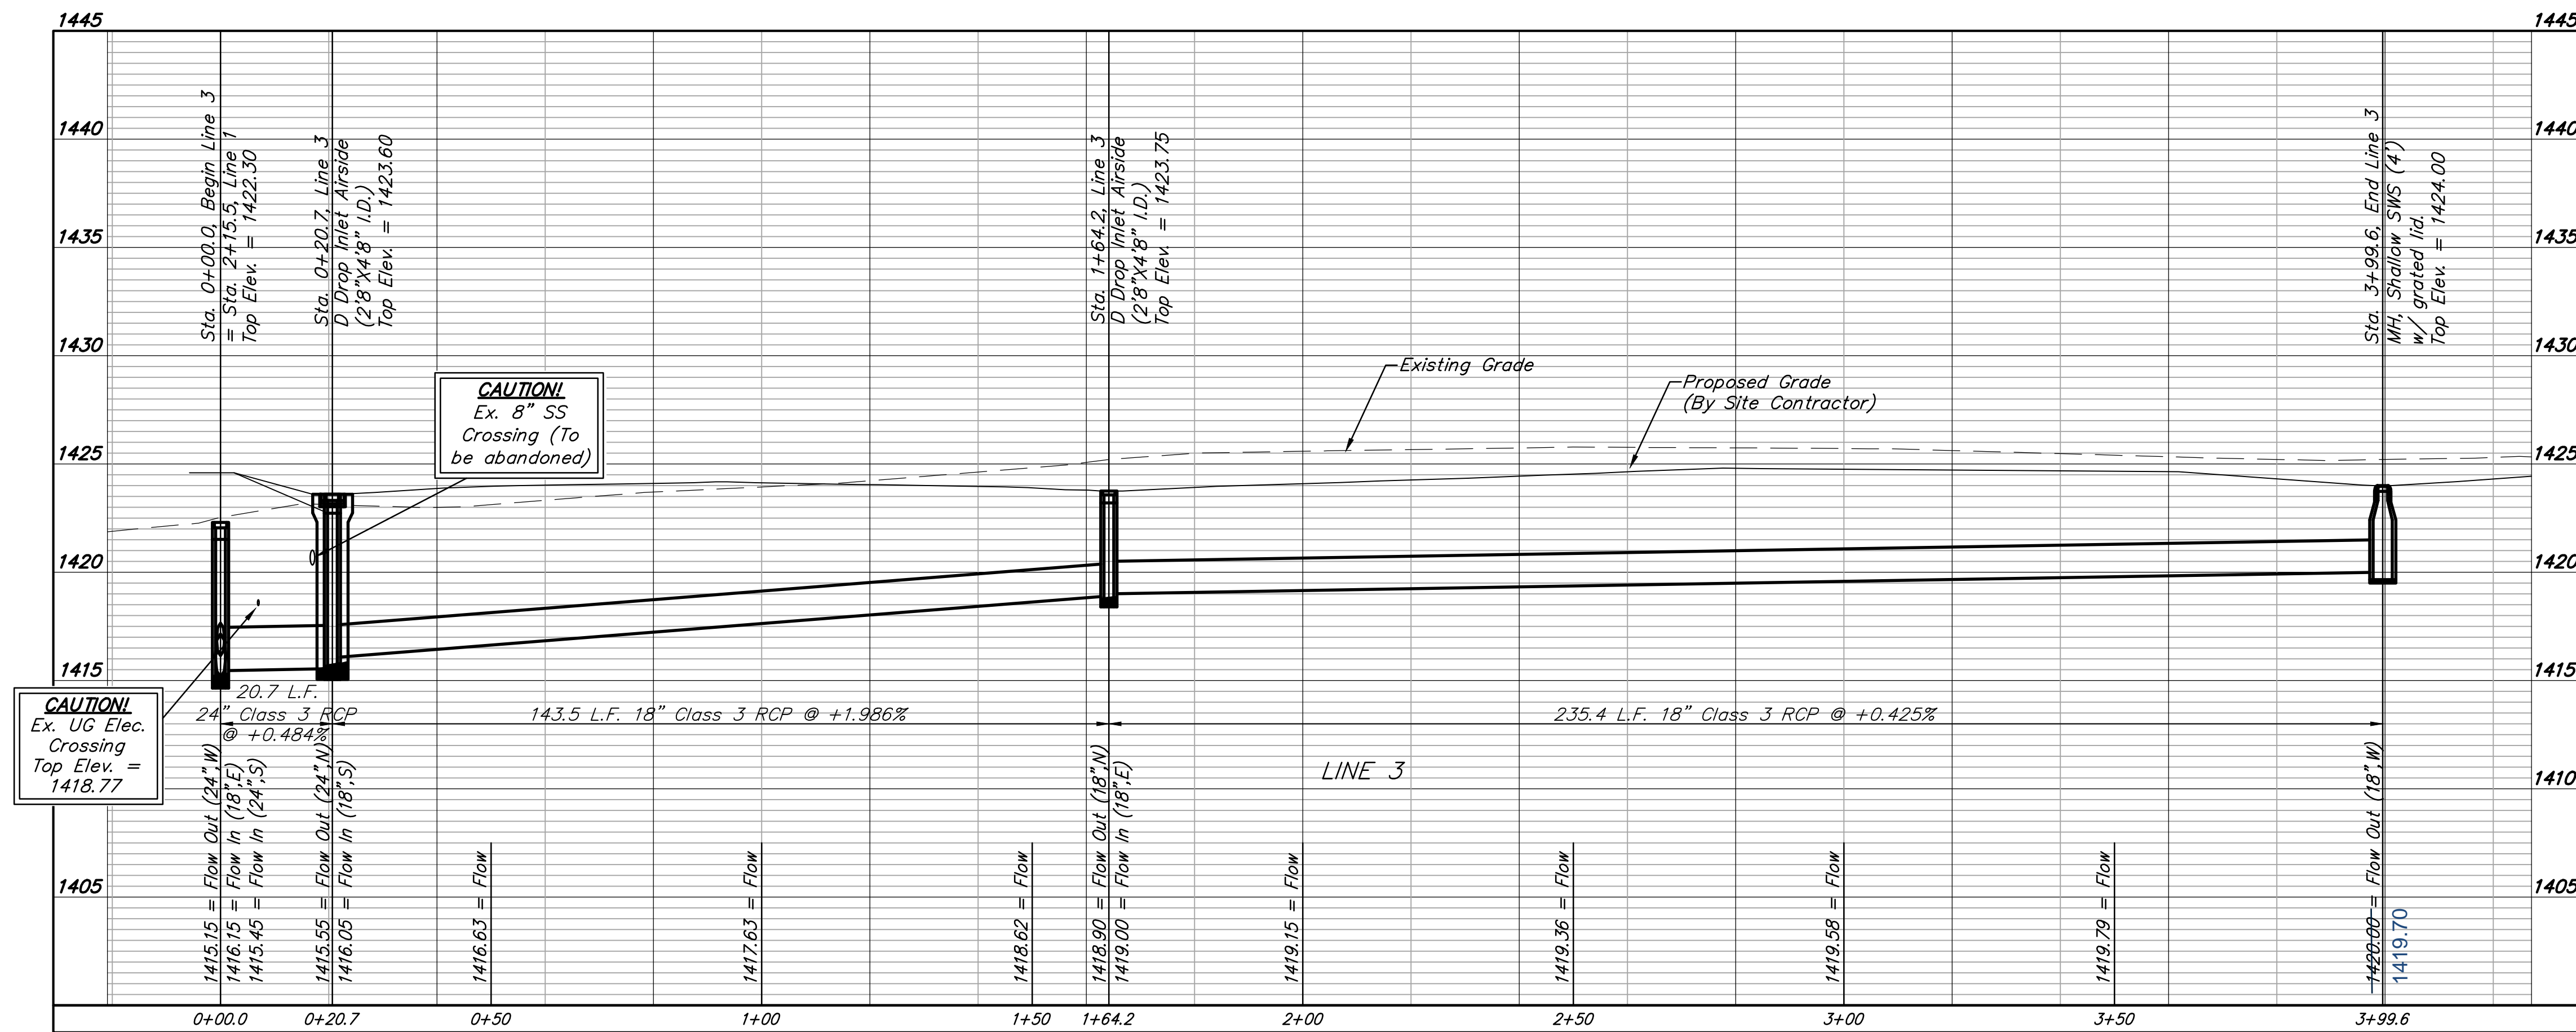 1445
1445
1440
1440
1435
1435
1430
1430
1425
1425
1420
1420
1415
1415
1410
1410
1405
1405
Sta. 0+00.0, Begin Line 3
= Sta. 2+15.5, Line 1
Top Elev. = 1422.30
Sta. 0+20.7, Line 3
D Drop Inlet Airside
(2'8"X4'8" I.D.)
Top Elev. = 1423.60
Sta. 1+64.2, Line 3
D Drop Inlet Airside
(2'8"X4'8" I.D.)
Top Elev. = 1423.75
Sta. 3+99.6, End Line 3
MH, Shallow SWS (4')
w/ grated lid.
Top Elev. = 1424.00
CAUTION!
Ex. 8" SS
Crossing (To
be abandoned)
Existing Grade
Proposed Grade
(By Site Contractor)
CAUTION!
Ex. UG Elec.
Crossing
Top Elev. =
1418.77
20.7 L.F.
24" Class 3 RCP
@ +0.484%
143.5 L.F. 18" Class 3 RCP @ +1.986%
235.4 L.F. 18" Class 3 RCP @ +0.425%
LINE 3
1415.15 = Flow Out (24",W)
1416.15 = Flow In (18",E)
1415.45 = Flow In (24",S)
1415.55 = Flow Out (24",N)
1416.05 = Flow In (18",S)
1416.63 = Flow
1417.63 = Flow
1418.62 = Flow
1418.90 = Flow Out (18",N)
1419.00 = Flow In (18",E)
1419.15 = Flow
1419.36 = Flow
1419.58 = Flow
1419.79 = Flow
1420.00 = Flow Out (18",W)
1419.70
0+00.0
0+20.7
0+50
1+00
1+50
1+64.2
2+00
2+50
3+00
3+50
3+99.6